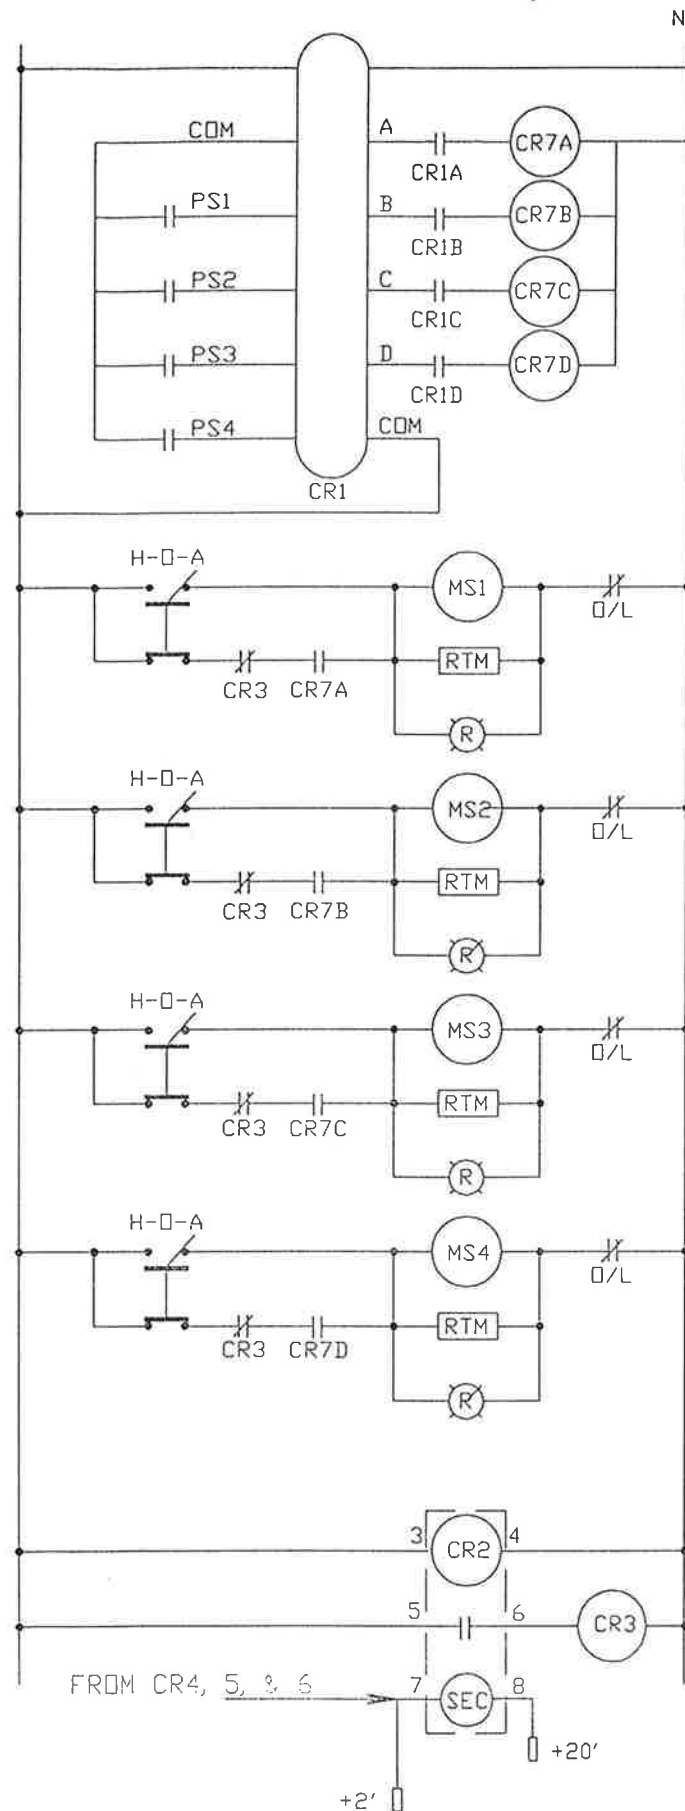 N
COM
A
CR7A
CR1A
PS1
B
CR7B
CR1B
PS2
C
CR7C
CR1C
PS3
D
CR7D
CR1D
PS4
COM
CR1
H-O-A
MS1
O/L
RTM
CR3
CR7A
R
H-O-A
MS2
O/L
RTM
CR3
CR7B
R
H-O-A
MS3
O/L
RTM
CR3
CR7C
R
H-O-A
MS4
O/L
RTM
CR3
CR7D
R
3
CR2
4
5
6
CR3
FROM CR4, 5, & 6
7
SEC
8
+20'
+2'